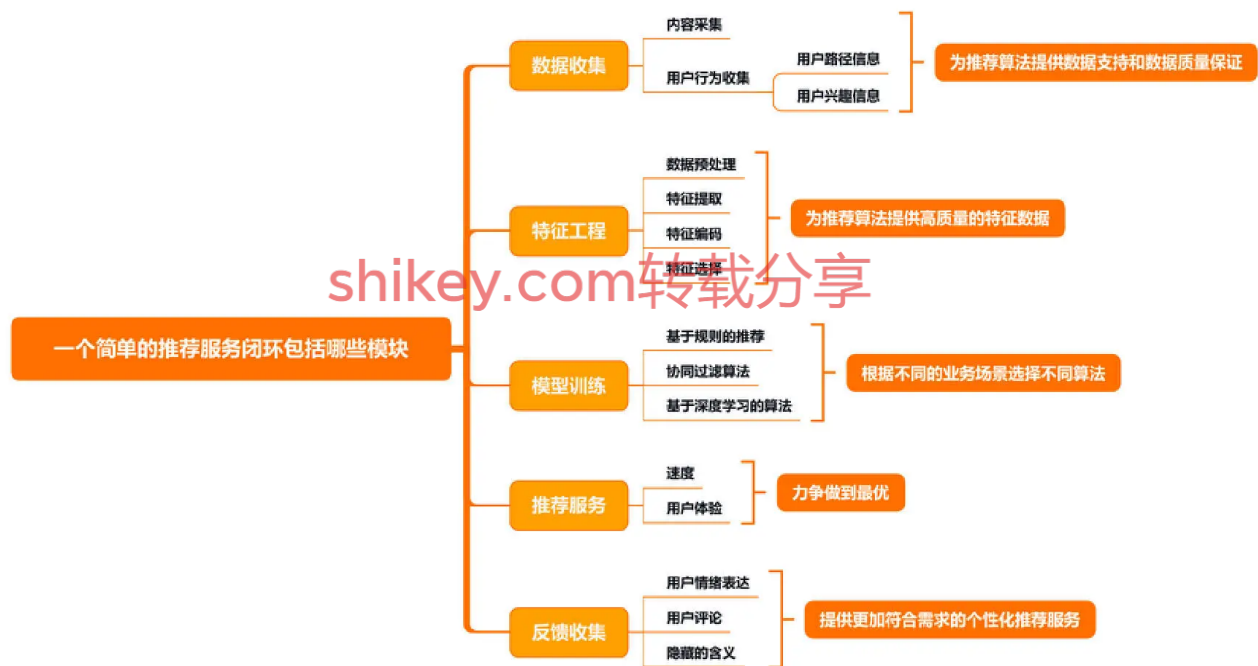 一个简单的推荐服务闭环包括哪些模块
数据收集
内容采集
用户行为收集
用户路径信息
用户兴趣信息
为推荐算法提供数据支持和数据质量保证
特征工程
数据预处理
特征提取
特征编码
特征选择
为推荐算法提供高质量的特征数据
shikey.com转载分享
模型训练
基于规则的推荐
协同过滤算法
基于深度学习的算法
根据不同的业务场景选择不同算法
推荐服务
速度
用户体验
力争做到最优
反馈收集
用户情绪表达
用户评论
隐藏的含义
提供更加符合需求的个性化推荐服务